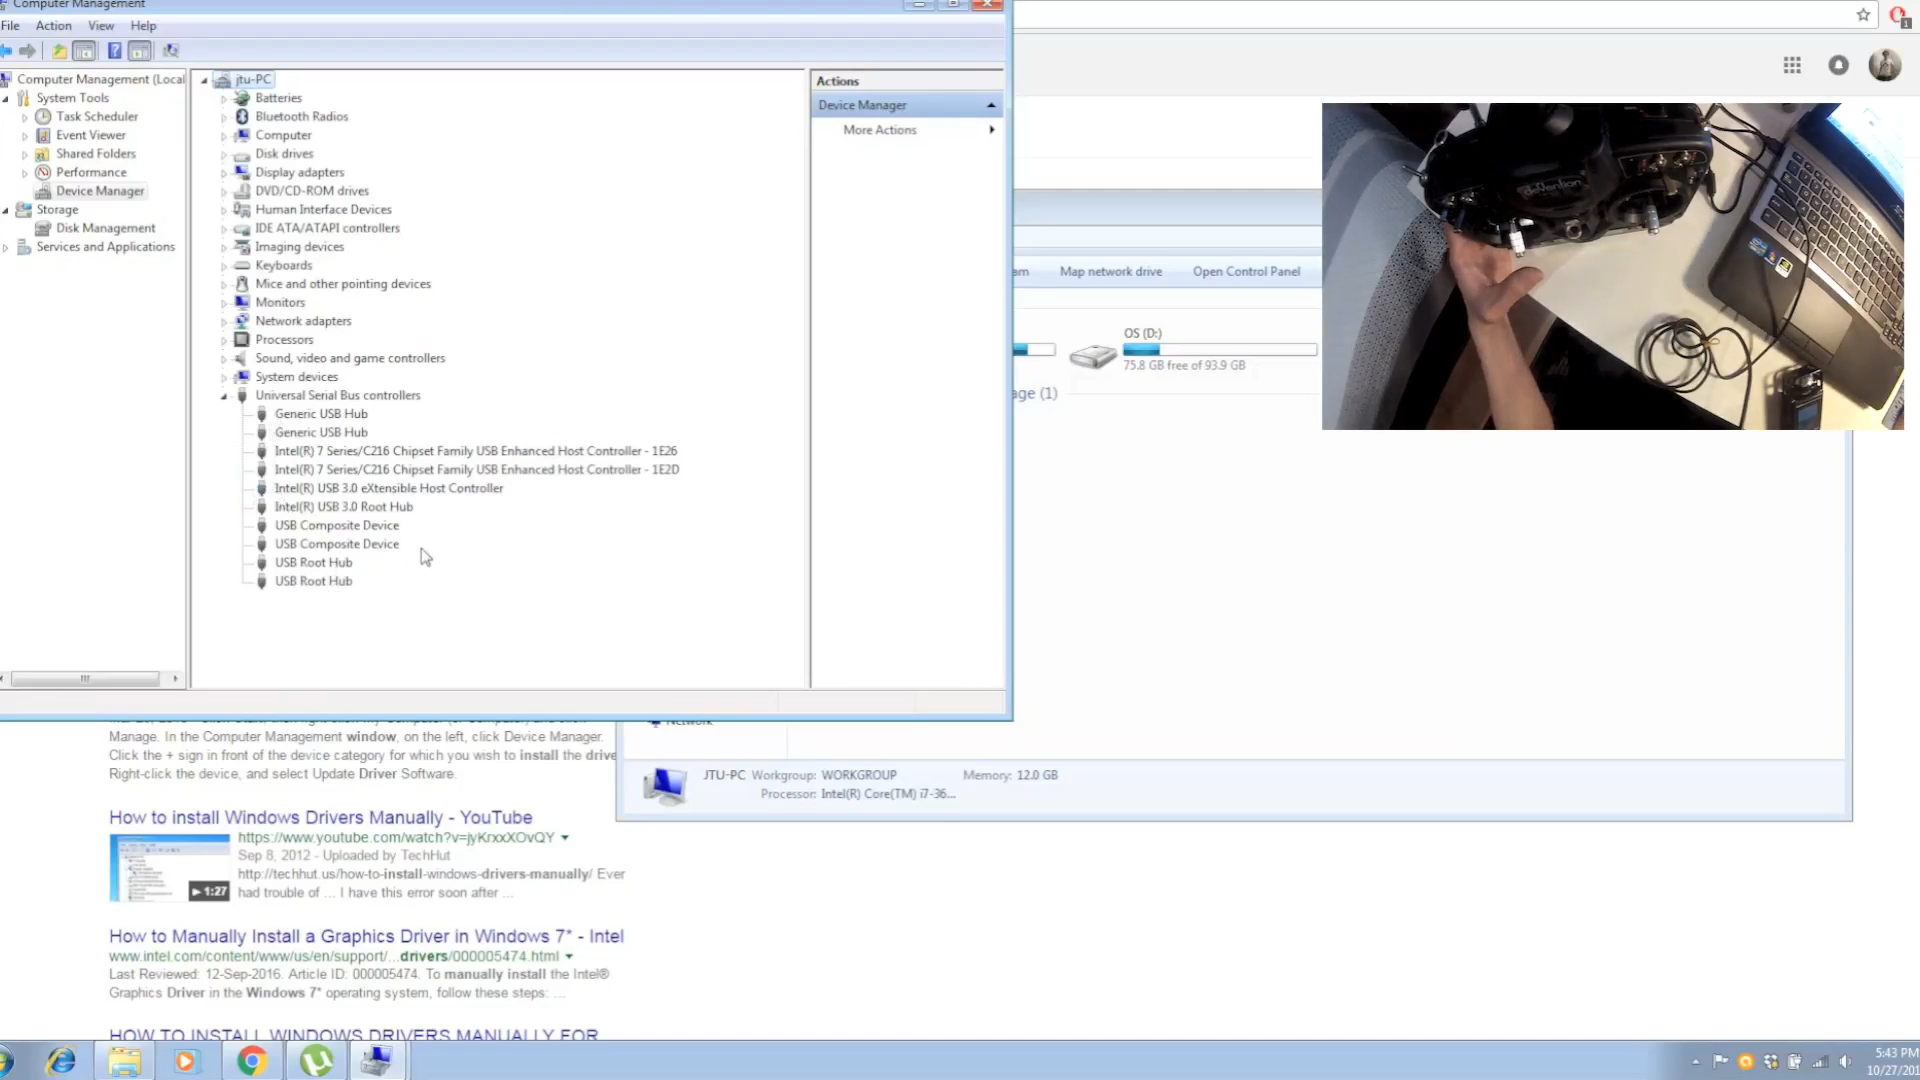 Computer Management
File Action View Help
Computer Management (Local
System Tools
Task Scheduler
Event Viewer
Shared Folders
Performance
Device Manager
Storage
Disk Management
Services and Applications
jtu-PC
Batteries
Bluetooth Radios
Computer
Disk drives
Display adapters
DVD/CD-ROM drives
Human Interface Devices
IDE ATA/ATAPI controllers
Imaging devices
Keyboards
Mice and other pointing devices
Monitors
Network adapters
Processors
Sound, video and game controllers
System devices
Universal Serial Bus controllers
Generic USB Hub
Generic USB Hub
Intel(R) 7 Series/C216 Chipset Family USB Enhanced Host Controller - 1E26
Intel(R) 7 Series/C216 Chipset Family USB Enhanced Host Controller - 1E2D
Intel(R) USB 3.0 eXtensible Host Controller
Intel(R) USB 3.0 Root Hub
USB Composite Device
USB Composite Device
USB Root Hub
USB Root Hub
Actions
Device Manager
More Actions
am Map network drive Open Control Panel
OS (D:)
75.8 GB free of 93.9 GB
age (1)
Network
JTU-PC Workgroup: WORKGROUP Memory: 12.0 GB
Processor: Intel(R) Core(TM) i7-36...
Manage. In the Computer Management window, on the left, click Device Manager.
Click the + sign in front of the device category for which you wish to install the drive
Right-click the device, and select Update Driver Software.
How to install Windows Drivers Manually - YouTube
https://www.youtube.com/watch?v=jyKrxxXOvQY
Sep 8, 2012 - Uploaded by TechHut
http://techhut.us/how-to-install-windows-drivers-manually/ Ever
had trouble of ... I have this error soon after ...
1:27
How to Manually Install a Graphics Driver in Windows 7* - Intel
www.intel.com/content/www/us/en/support/...drivers/000005474.html
Last Reviewed: 12-Sep-2016. Article ID: 000005474. To manually install the Intel®
Graphics Driver in the Windows 7* operating system, follow these steps: ...
HOW TO INSTALL WINDOWS DRIVERS MANUALLY FOR
5:43 PM
10/27/201